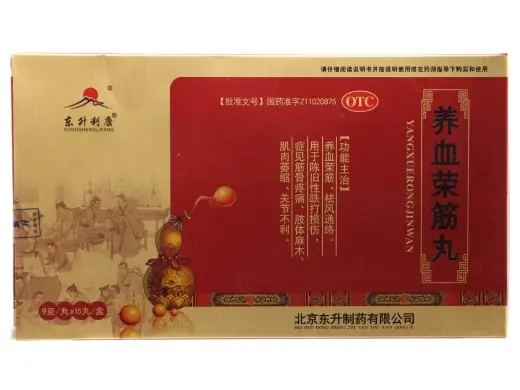 请仔细阅读说明书并按说明使用或在药师指导下购买和使用
东升利康®
DONGSHENGLIKANG
【批准文号】国药准字Z11020875
OTC
养血荣筋丸
YANGXUERONGJINWAN
【功能主治】
养血荣筋，祛风通络。
用于陈旧性跌打损伤，
症见筋骨疼痛、肢体麻木、
肌肉萎缩、关节不利。
9克/丸x15丸/盒
北京东升制药有限公司